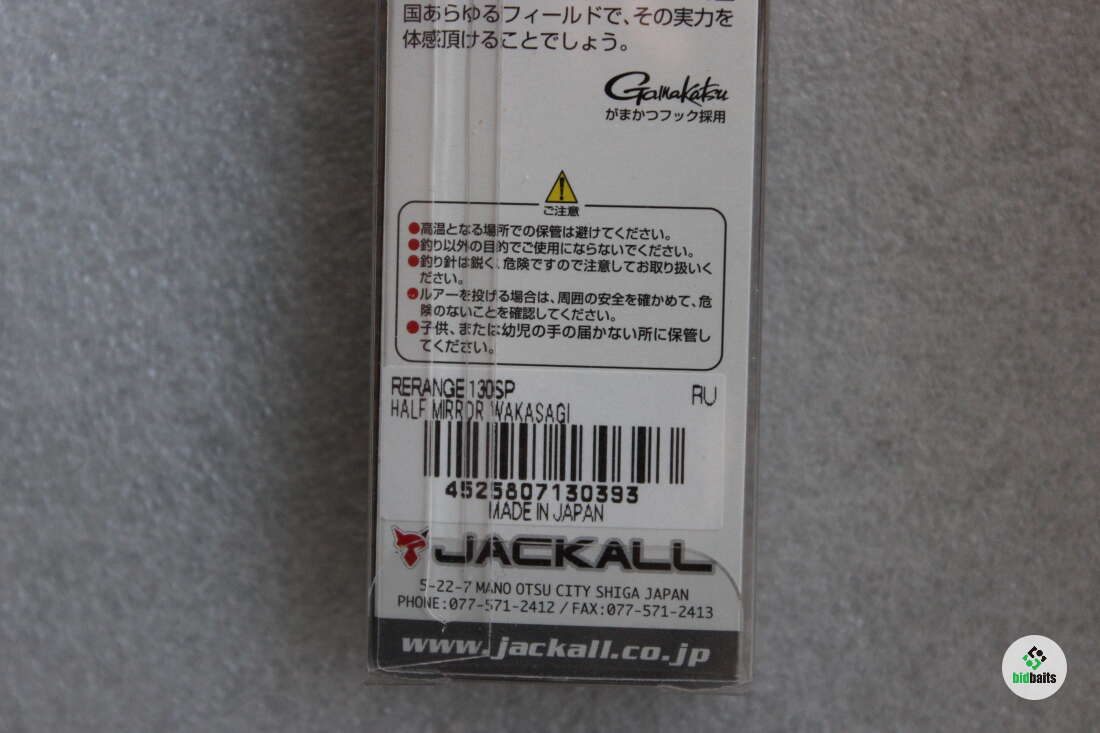 国あらゆるフィールドで、その実力を
体感頂けることでしょう。
Gamakatsu
がまかつフック採用
ご注意
●高温となる場所での保管は避けてください。
●釣り以外の目的でご使用にならないでください。
●釣り針は鋭く、危険ですので注意してお取り扱いく
ださい。
●ルアーを投げる場合は、周囲の安全を確かめて、危
険のないことを確認してください。
●子供、または幼児の手の届かない所に保管し
てください。
RERANGE 130SP RU
HALF MIRROR WAKASAGI
4525807130393
MADE IN JAPAN
JACKALL
5-22-7 MANO OTSU CITY SHIGA JAPAN
PHONE:077-571-2412 / FAX:077-571-2413
www.jackall.co.jp
bidbaits